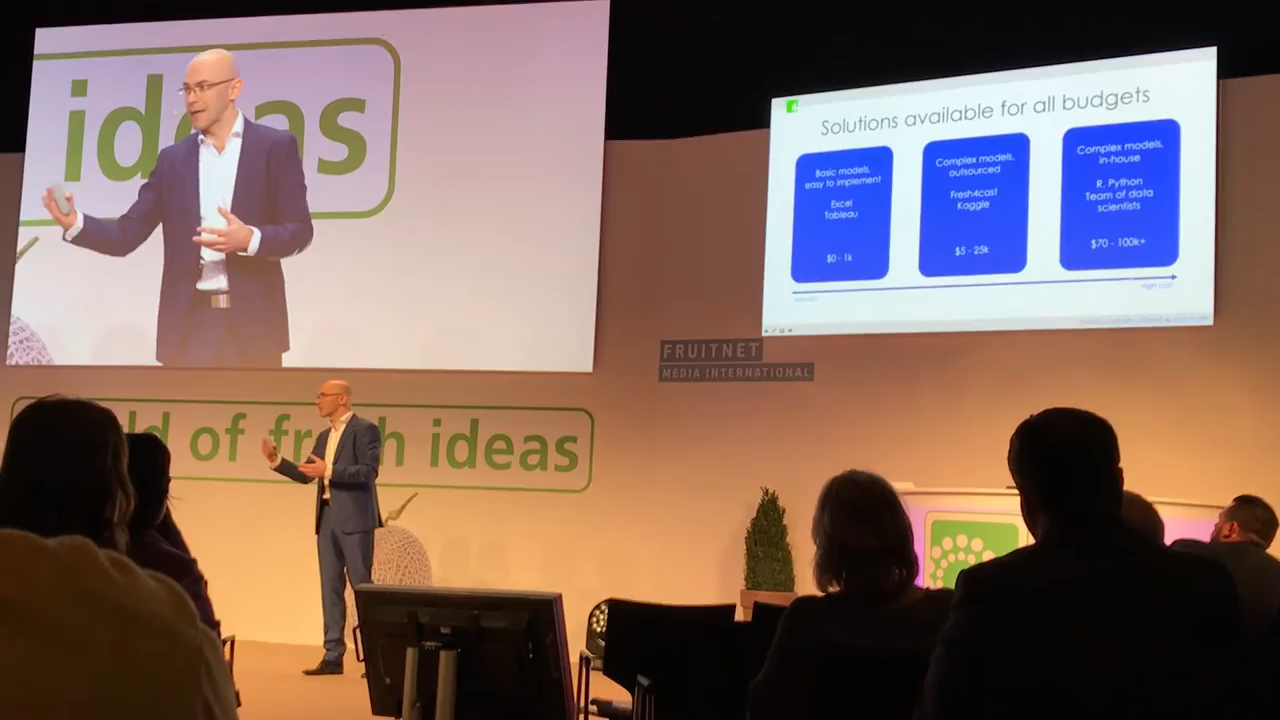 ideas
Solutions available for all budgets
Basic models,
easy to implement
Excel
Tableau
$0 - 1k
Complex models,
outsourced
Fresh4cast
Kaggle
$5 - 25k
Complex models,
in-house
R, Python
Team of data
scientists
$70 - 100k+
High cost
FRUITNET
MEDIA INTERNATIONAL
of fr h ideas